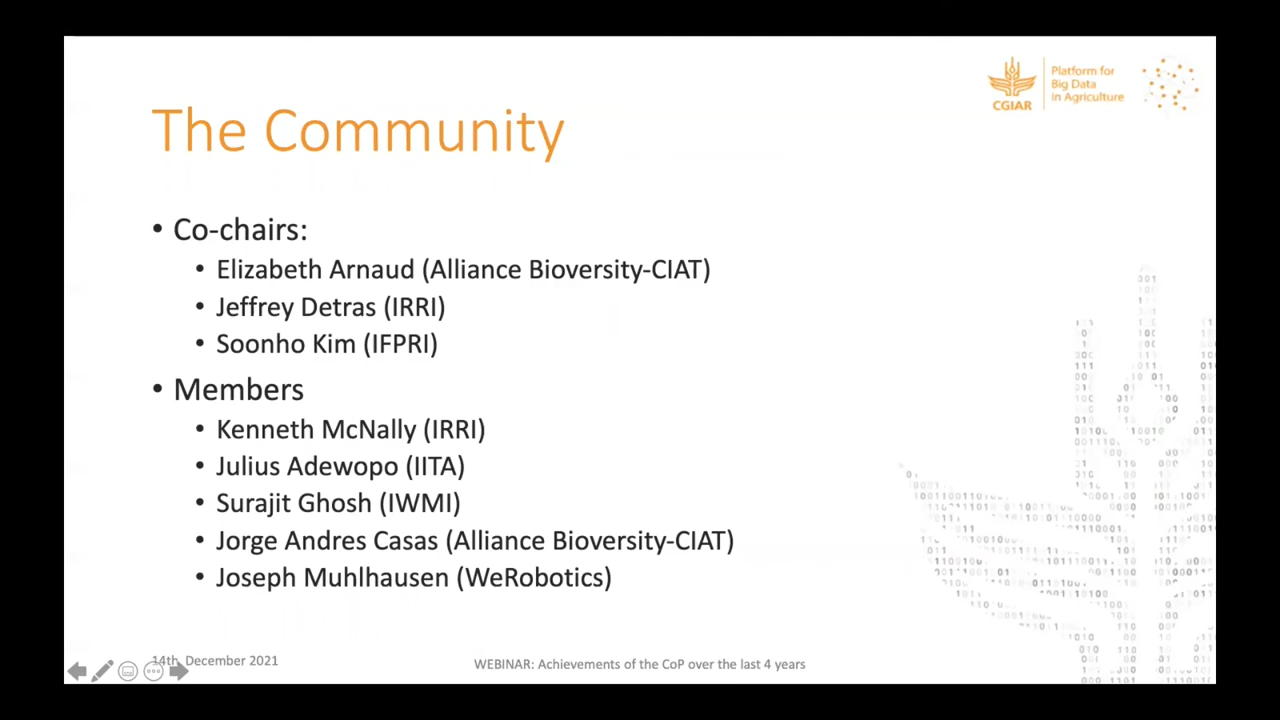 CGIAR
Platform for
Big Data
in Agriculture
The Community
• Co-chairs:
• Elizabeth Arnaud (Alliance Bioversity-CIAT)
• Jeffrey Detras (IRRI)
• Soonho Kim (IFPRI)
• Members
• Kenneth McNally (IRRI)
• Julius Adewopo (IITA)
• Surajit Ghosh (IWMI)
• Jorge Andres Casas (Alliance Bioversity-CIAT)
• Joseph Muhlhausen (WeRobotics)
14th, December 2021
WEBINAR: Achievements of the CoP over the last 4 years